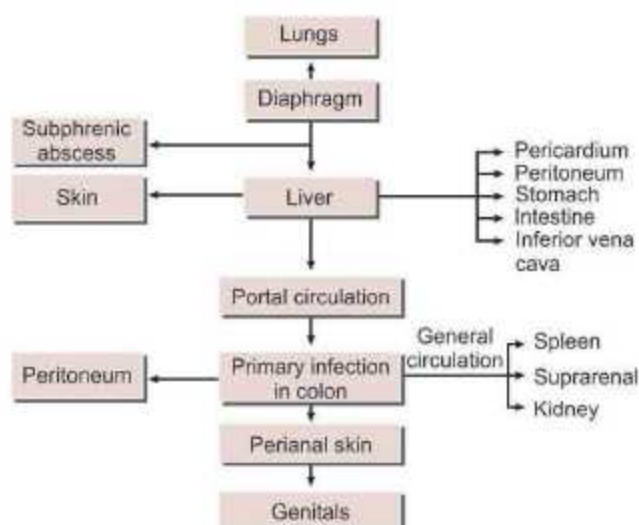 Lungs
Diaphragm
Subphrenic
abscess
Skin
Liver
Pericardium
Peritoneum
Stomach
Intestine
Inferior vena
cava
Portal circulation
General
circulation
Peritoneum
Primary infection
in colon
Spleen
Suprarenal
Kidney
Perianal skin
Genitals